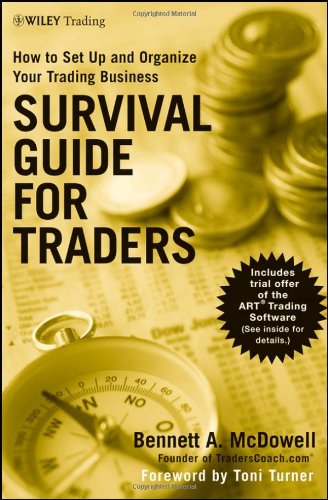 WILEY Trading
How to Set Up and Organize
Your Trading Business
SURVIVAL
GUIDE FOR
TRADERS
Includes
trial offer
of the
ART® Trading
Software
(See inside for
details.)
Bennett A. McDowell
Founder of TradersCoach.com®
Foreword by Toni Turner